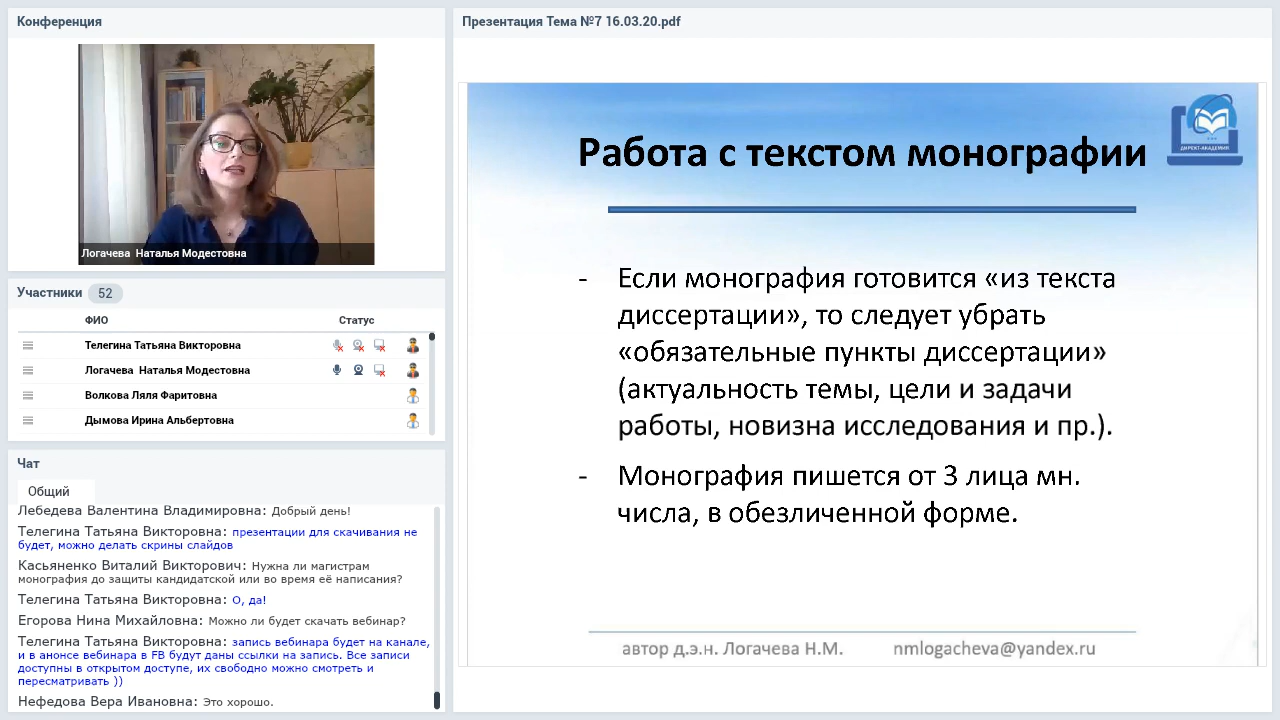 Конференция
Логачева  Наталья Модестовна
Участники 52
ФИО Статус
Телегина Татьяна Викторовна
Логачева  Наталья Модестовна
Волкова Ляля Фаритовна
Дымова Ирина Альбертовна
Чат
Общий
Лебедева Валентина Владимировна: Добрый день!
Телегина Татьяна Викторовна: презентации для скачивания не
будет, можно делать скрины слайдов
Касьяненко Виталий Викторович: Нужна ли магистрам
монография до защиты кандидатской или во время её написания?
Телегина Татьяна Викторовна: О, да!
Егорова Нина Михайловна: Можно ли будет скачать вебинар?
Телегина Татьяна Викторовна: запись вебинара будет на канале,
и в анонсе вебинара в FB будут даны ссылки на запись. Все записи
доступны в открытом доступе, их свободно можно смотреть и
пересматривать ))
Нефедова Вера Ивановна: Это хорошо.
Презентация Тема №7 16.03.20.pdf
ДИРЕКТ-АКАДЕМИЯ
Работа с текстом монографии
- Если монография готовится «из текста
диссертации», то следует убрать
«обязательные пункты диссертации»
(актуальность темы, цели и задачи
работы, новизна исследования и пр.).
- Монография пишется от 3 лица мн.
числа, в обезличенной форме.
автор д.э.н. Логачева Н.М. nmlogacheva@yandex.ru